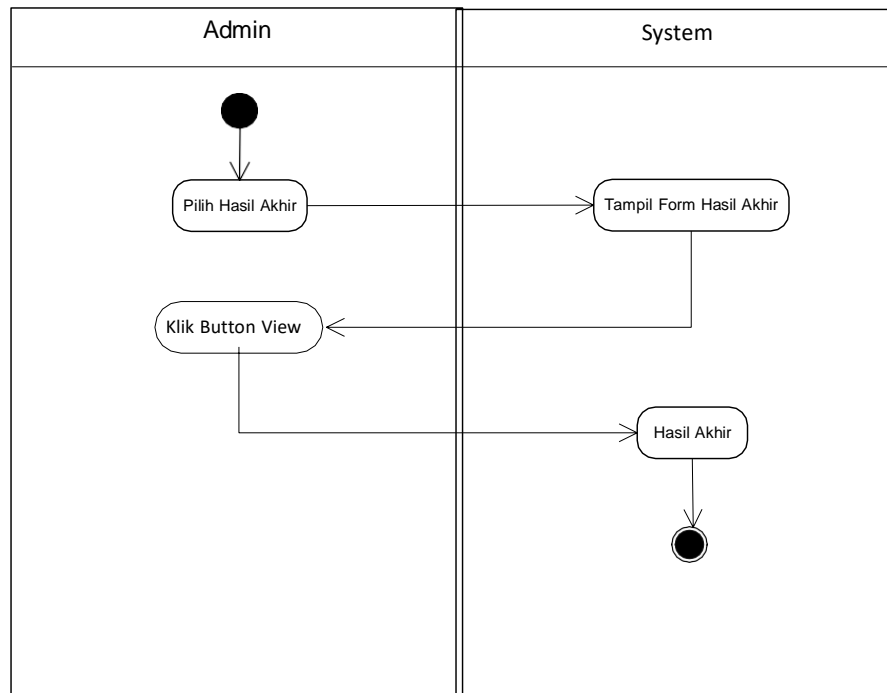 Admin
System
Pilih Hasil Akhir
Tampil Form Hasil Akhir
Klik Button View
Hasil Akhir